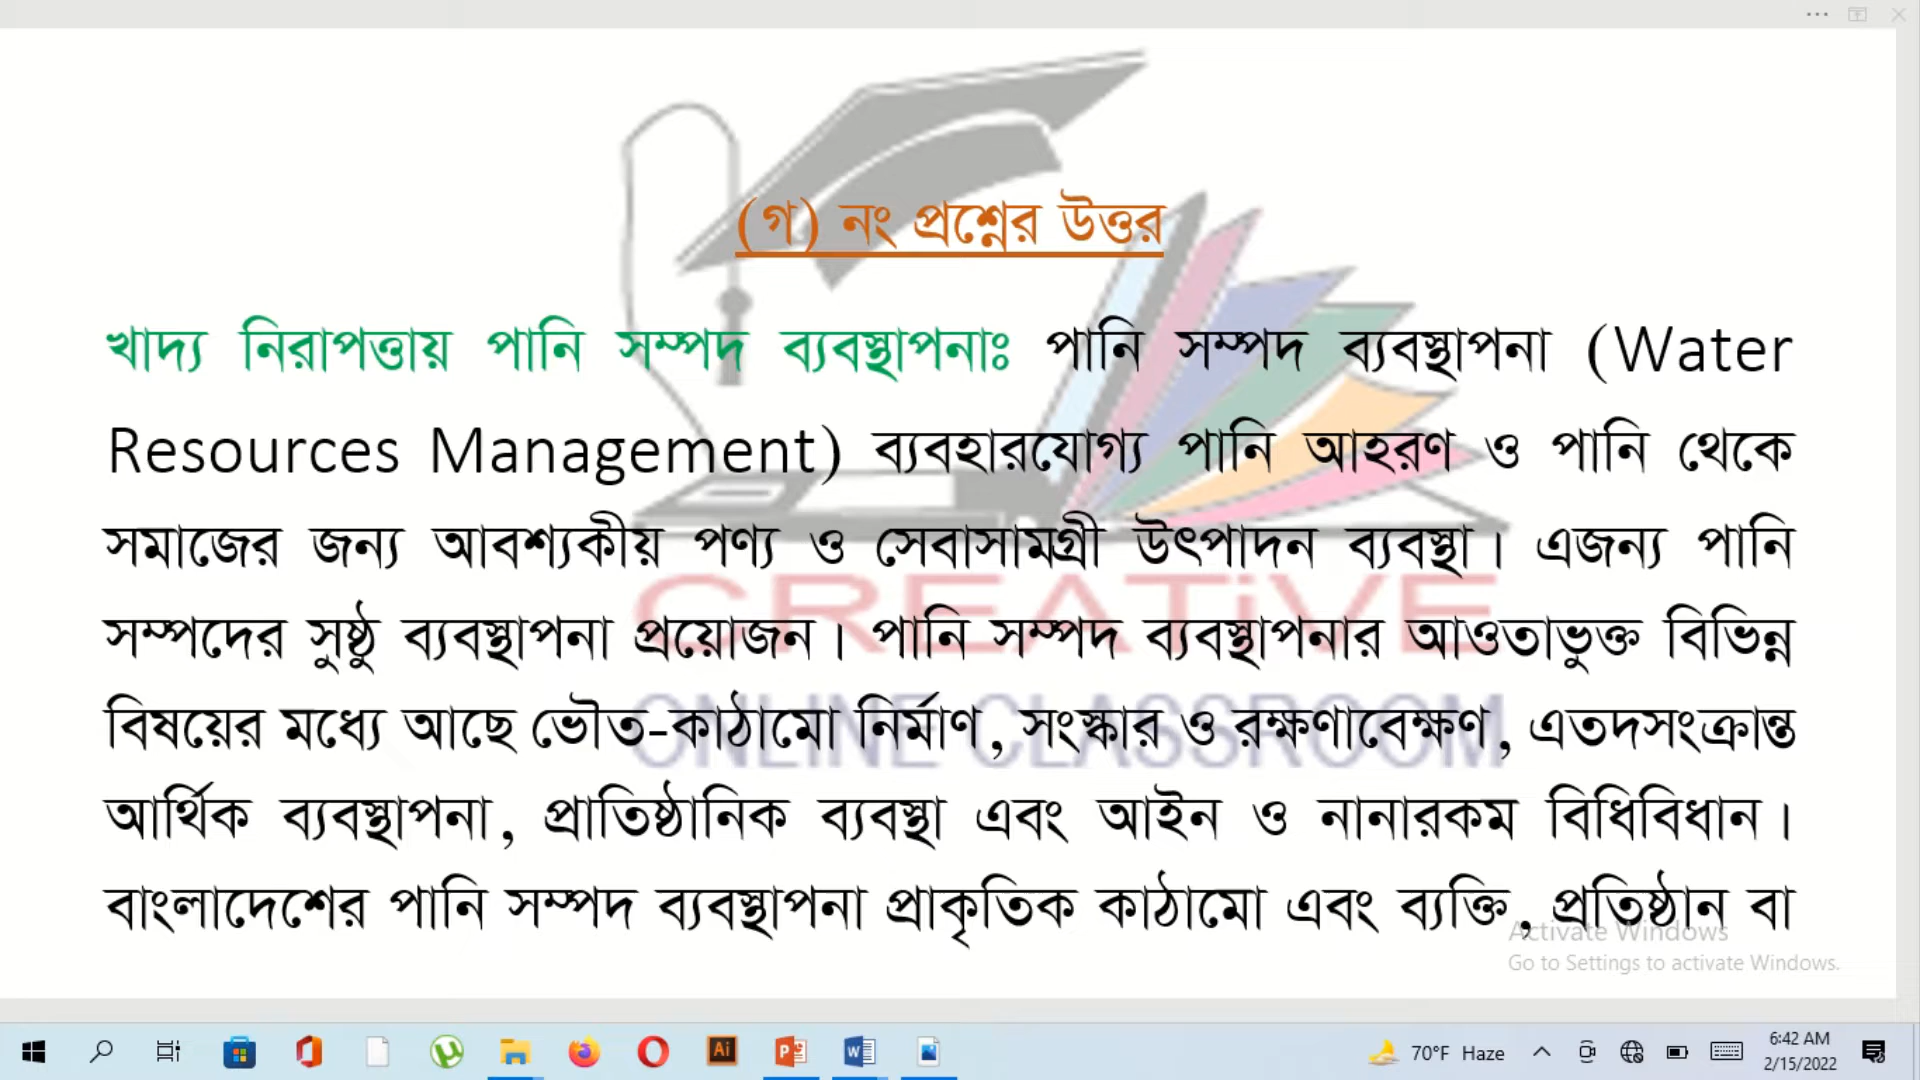 (গ) নং প্রশ্নের উত্তর
খাদ্য নিরাপত্তায় পানি সম্পদ ব্যবস্থাপনাঃ পানি সম্পদ ব্যবস্থাপনা (Water
Resources Management) ব্যবহারযোগ্য পানি আহরণ ও পানি থেকে
সমাজের জন্য আবশ্যকীয় পণ্য ও সেবাসামগ্রী উৎপাদন ব্যবস্থা। এজন্য পানি
সম্পদের সুষ্ঠু ব্যবস্থাপনা প্রয়োজন। পানি সম্পদ ব্যবস্থাপনার আওতাভুক্ত বিভিন্ন
বিষয়ের মধ্যে আছে ভৌত-কাঠামো নির্মাণ, সংস্কার ও রক্ষণাবেক্ষণ, এতদসংক্রান্ত
আর্থিক ব্যবস্থাপনা, প্রাতিষ্ঠানিক ব্যবস্থা এবং আইন ও নানারকম বিধিবিধান।
বাংলাদেশের পানি সম্পদ ব্যবস্থাপনা প্রাকৃতিক কাঠামো এবং ব্যক্তি, প্রতিষ্ঠান বা
CREATiVE
ONLINE CLASSROOM
Activate Windows
Go to Settings to activate Windows.
Ai
70°F Haze
6:42 AM
2/15/2022